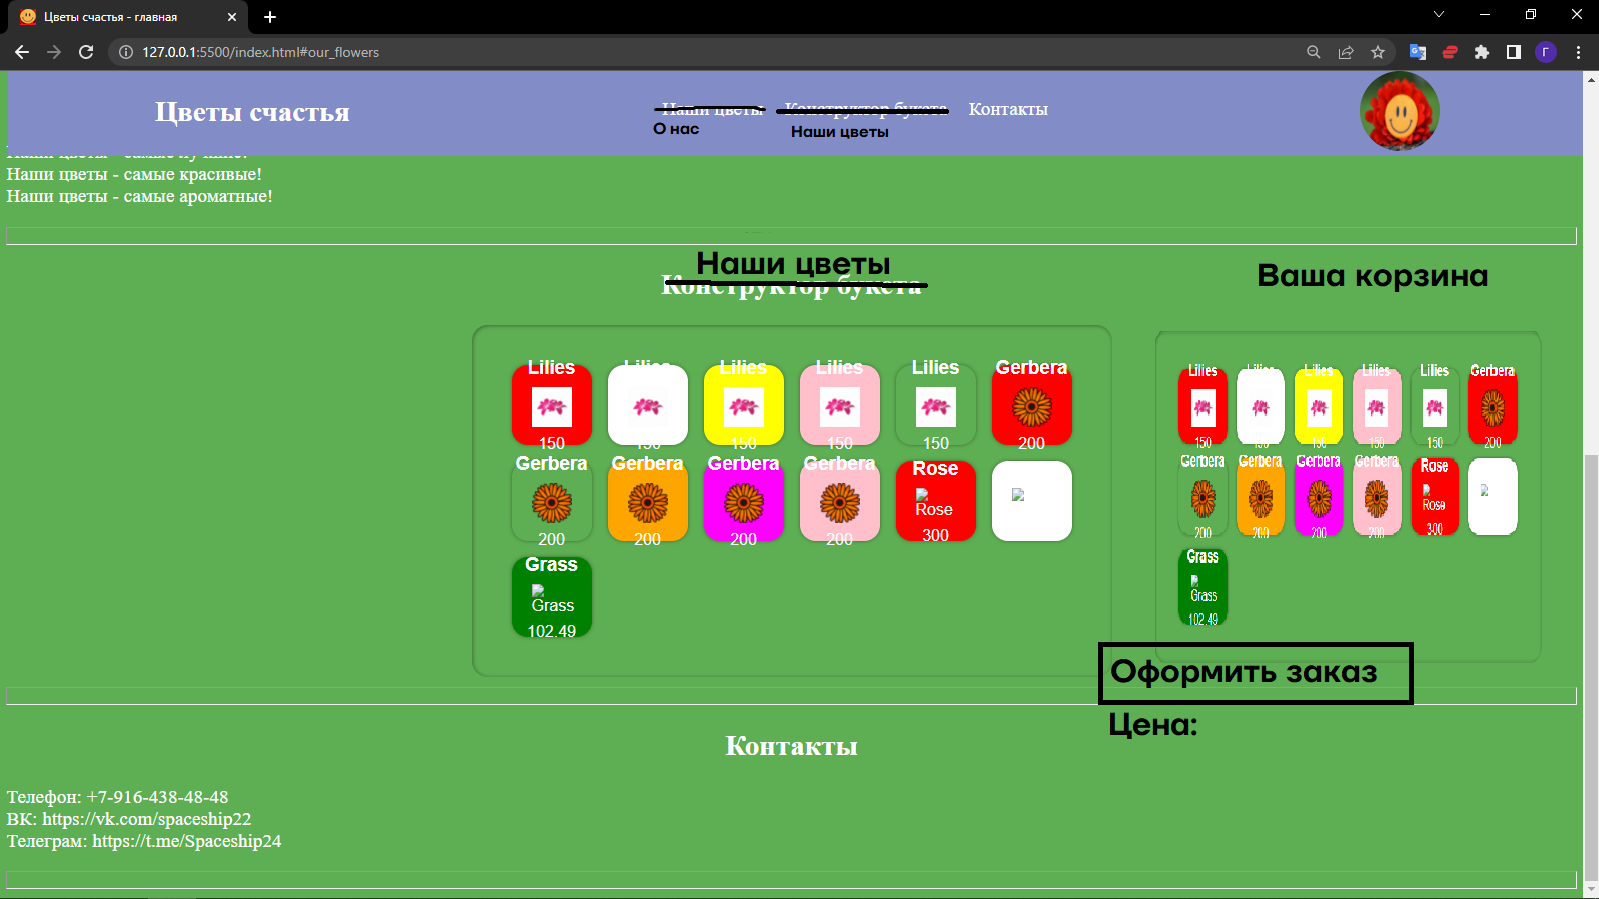 Цветы счастья - главная
127.0.0.1:5500/index.html#our_flowers
Г
Цветы счастья
Наши цветы Конструктор букета Контакты
О нас Наши цветы
Наши цветы - самые лучшие!
Наши цветы - самые красивые!
Наши цветы - самые ароматные!
Наши цветы
Конструктор букета
Ваша корзина
Lilies Lilies Lilies Lilies Lilies Gerbera
150 150 150 150 150 200
Gerbera Gerbera Gerbera Gerbera Rose
Rose
200 200 200 200 300
Grass
Grass
102.49
Lilies Lilies Lilies Lilies Lilies Gerbera
150 150 150 150 150 200
Gerbera Gerbera Gerbera Gerbera Rose
Rose
200 200 200 200 300
Grass
Grass
102.49
Оформить заказ
Цена:
Контакты
Телефон: +7-916-438-48-48
ВК: https://vk.com/spaceship22
Телеграм: https://t.me/Spaceship24